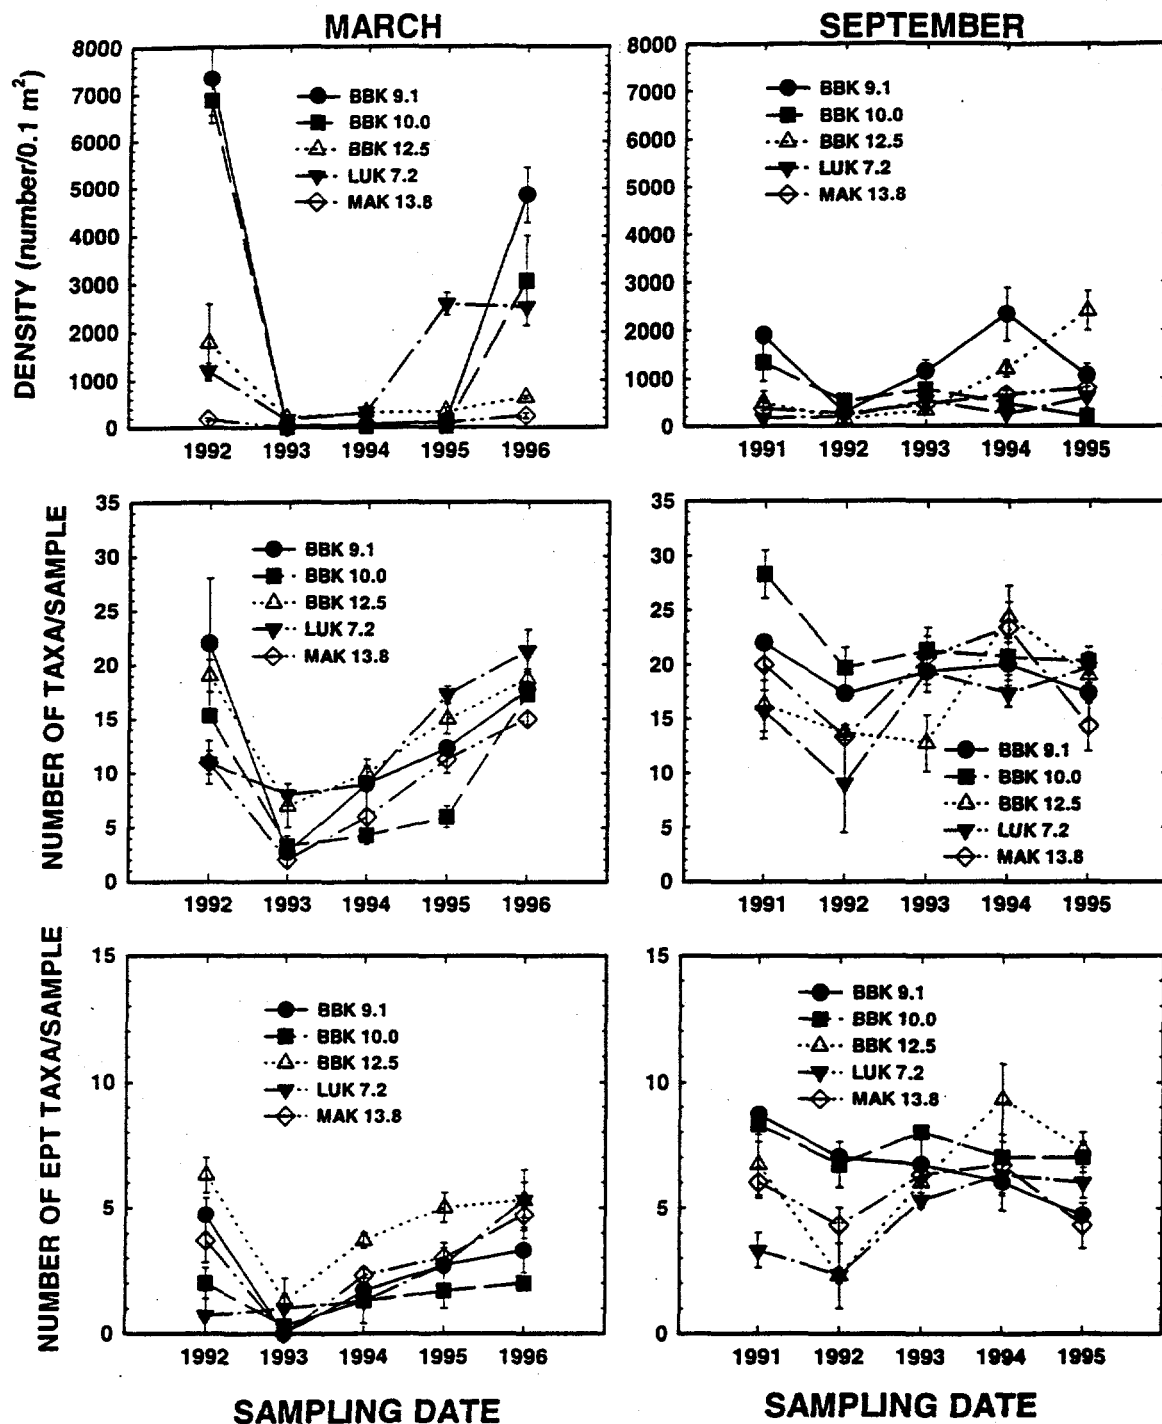 MARCH
DENSITY (number/0.1 m²)
8000
7000
6000
5000
4000
3000
2000
1000
0
BBK 9.1
BBK 10.0
BBK 12.5
LUK 7.2
MAK 13.8
1992 1993 1994 1995 1996
SEPTEMBER
8000
7000
6000
5000
4000
3000
2000
1000
0
BBK 9.1
BBK 10.0
BBK 12.5
LUK 7.2
MAK 13.8
1991 1992 1993 1994 1995
NUMBER OF TAXA/SAMPLE
35
30
25
20
15
10
5
0
BBK 9.1
BBK 10.0
BBK 12.5
LUK 7.2
MAK 13.8
1992 1993 1994 1995 1996
35
30
25
20
15
10
5
0
BBK 9.1
BBK 10.0
BBK 12.5
LUK 7.2
MAK 13.8
1991 1992 1993 1994 1995
NUMBER OF EPT TAXA/SAMPLE
15
10
5
0
BBK 9.1
BBK 10.0
BBK 12.5
LUK 7.2
MAK 13.8
1992 1993 1994 1995 1996
SAMPLING DATE
15
10
5
0
BBK 9.1
BBK 10.0
BBK 12.5
LUK 7.2
MAK 13.8
1991 1992 1993 1994 1995
SAMPLING DATE